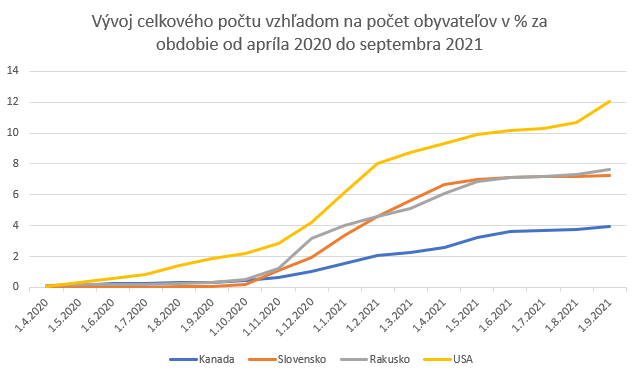 Vývoj celkového počtu vzhľadom na počet obyvateľov v % za
obdobie od apríla 2020 do septembra 2021
14
12
10
8
6
4
2
0
1.4.2020 1.5.2020 1.6.2020 1.7.2020 1.8.2020 1.9.2020 1.10.2020 1.11.2020 1.12.2020 1.1.2021 1.2.2021 1.3.2021 1.4.2021 1.5.2021 1.6.2021 1.7.2021 1.8.2021 1.9.2021
Kanada Slovensko Rakusko USA